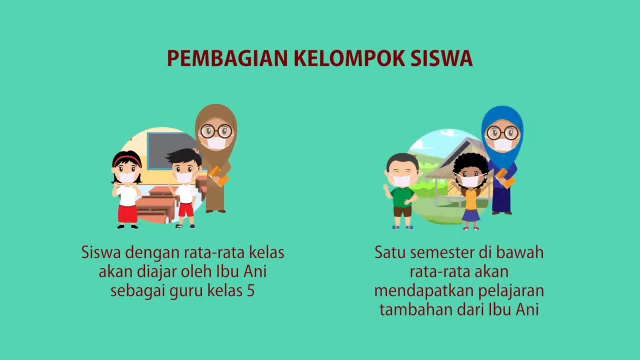 PEMBAGIAN KELOMPOK SISWA
Siswa dengan rata-rata kelas
akan diajar oleh Ibu Ani
sebagai guru kelas 5
Satu semester di bawah
rata-rata akan
mendapatkan pelajaran
tambahan dari Ibu Ani